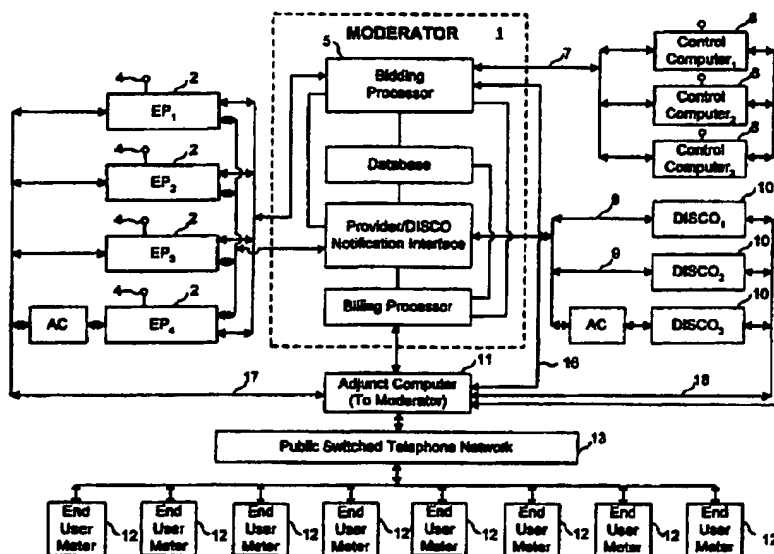 MODERATOR 1
5
Bidding
Processor
Database
Provider/DISCO
Notification Interface
Billing Processor
4 2
EP1
4 2
EP2
4 2
EP3
4 2
AC
EP4
7
Control
Computer1
Control
Computer2
8
Control
Computer3
8
9
DISCO1
10
9
DISCO2
10
AC
DISCO3
10
11
16
17
18
Adjunct Computer
(To Moderator)
Public Switched Telephone Network
13
End
User
Meter
12
End
User
Meter
12
End
User
Meter
12
End
User
Meter
12
End
User
Meter
12
End
User
Meter
12
End
User
Meter
12
End
User
Meter
12